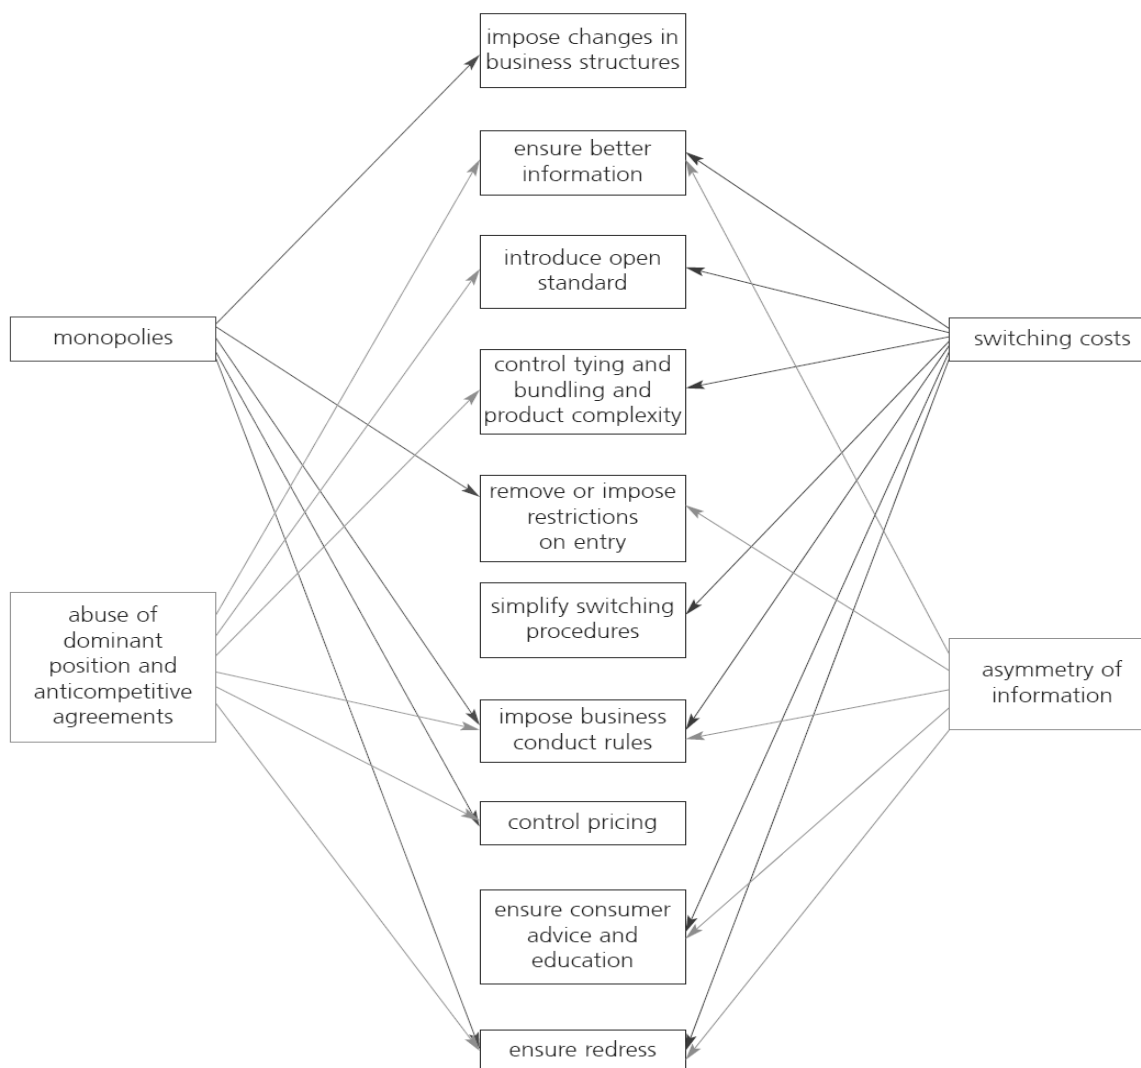 impose changes in
business structures
ensure better
information
introduce open
standard
monopolies
switching costs
control tying and
bundling and
product complexity
remove or impose
restrictions
on entry
simplify switching
procedures
abuse of
dominant
position and
anticompetitive
agreements
asymmetry of
information
impose business
conduct rules
control pricing
ensure consumer
advice and
education
ensure redress